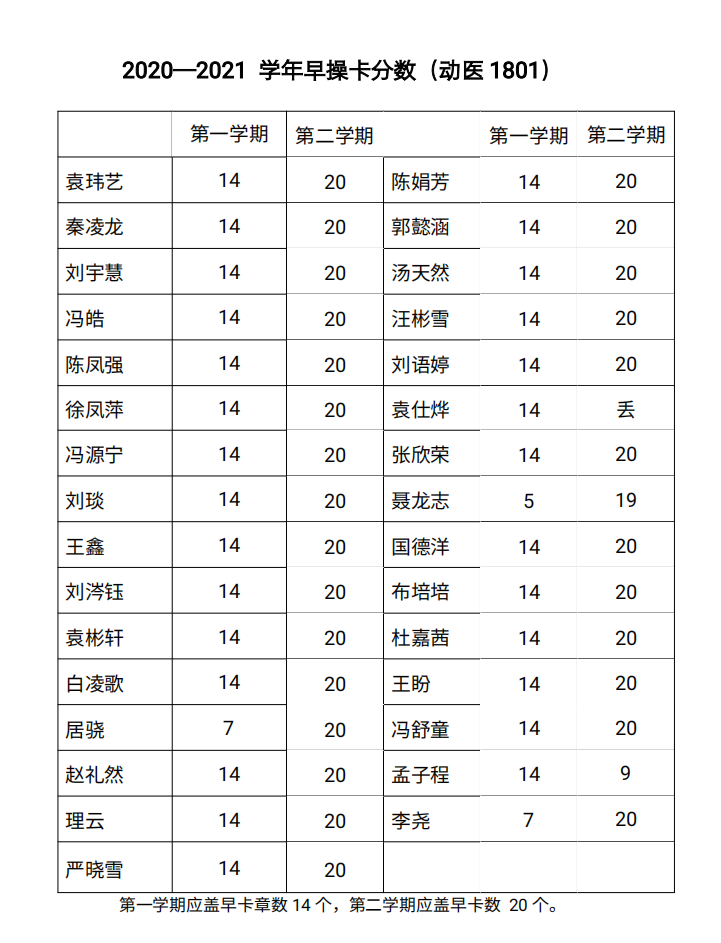 2020—2021 学年早操卡分数（动医 1801）
第一学期 第二学期 第一学期 第二学期
袁玮艺 14 20 陈娟芳 14 20
秦凌龙 14 20 郭懿涵 14 20
刘宇慧 14 20 汤天然 14 20
冯皓 14 20 汪彬雪 14 20
陈凤强 14 20 刘语婷 14 20
徐凤萍 14 20 袁仕烨 14 丢
冯源宁 14 20 张欣荣 14 20
刘琰 14 20 聂龙志 5 19
王鑫 14 20 国德洋 14 20
刘涔钰 14 20 布培培 14 20
袁彬轩 14 20 杜嘉茜 14 20
白凌歌 14 20 王盼 14 20
居骁 7 20 冯舒童 14 20
赵礼然 14 20 孟子程 14 9
理云 14 20 李尧 7 20
严晓雪 14 20
第一学期应盖早卡章数 14 个，第二学期应盖早卡数 20 个。